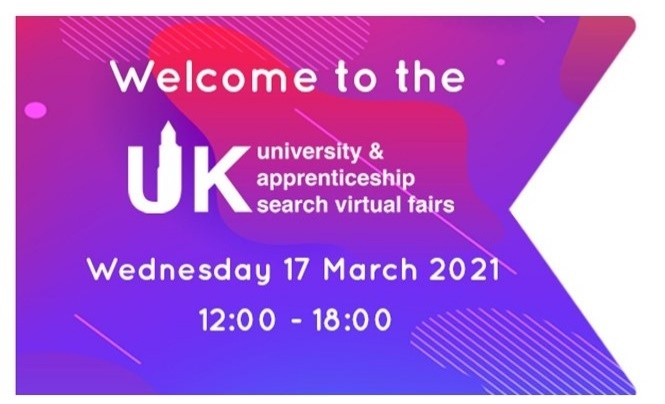 Welcome to the
UK university &
apprenticeship
search virtual fairs
Wednesday 17 March 2021
12:00 - 18:00